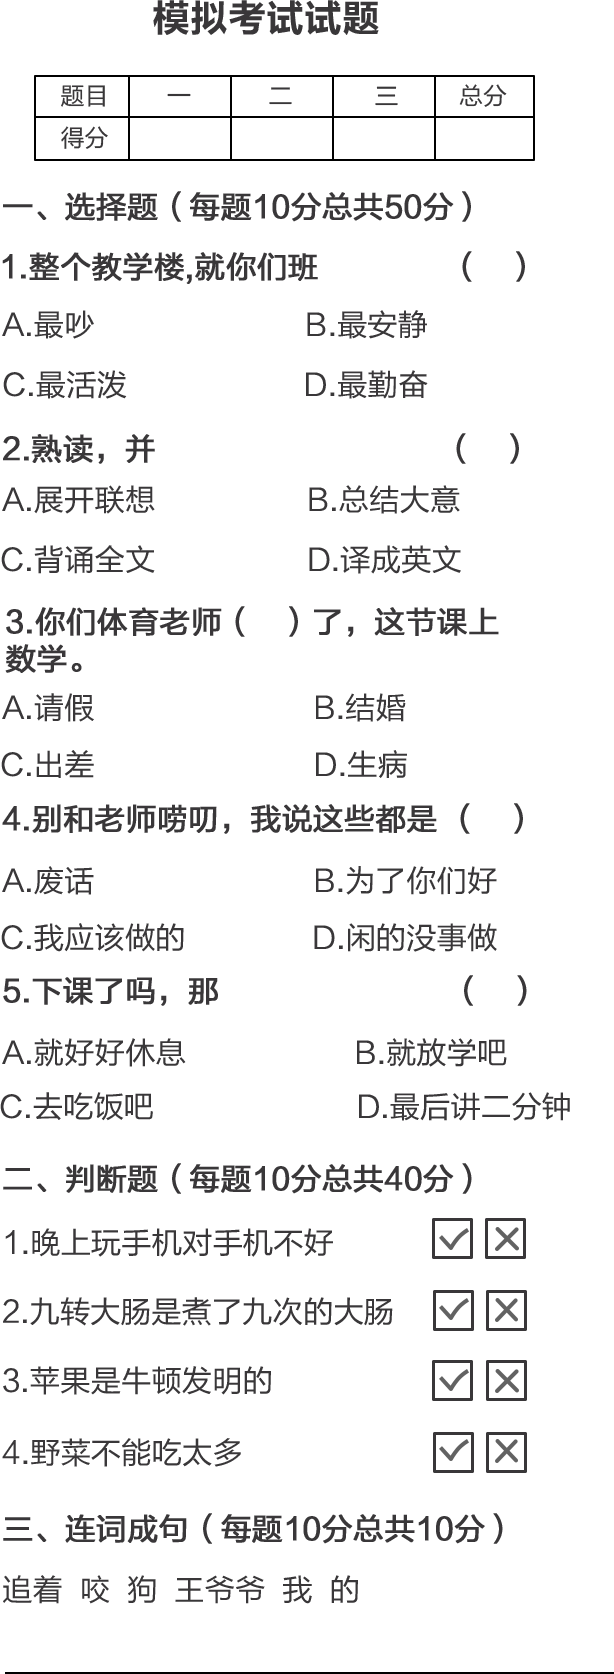 模拟考试试题
题目 一 二 三 总分
得分
一、选择题（每题10分总共50分）
1.整个教学楼,就你们班 （ ）
A.最吵 B.最安静
C.最活泼 D.最勤奋
2.熟读，并 （ ）
A.展开联想 B.总结大意
C.背诵全文 D.译成英文
3.你们体育老师（ ）了，这节课上
数学。
A.请假 B.结婚
C.出差 D.生病
4.别和老师唠叨，我说这些都是（ ）
A.废话 B.为了你们好
C.我应该做的 D.闲的没事做
5.下课了吗，那 （ ）
A.就好好休息 B.就放学吧
C.去吃饭吧 D.最后讲二分钟
二、判断题（每题10分总共40分）
1.晚上玩手机对手机不好
2.九转大肠是煮了九次的大肠
3.苹果是牛顿发明的
4.野菜不能吃太多
三、连词成句（每题10分总共10分）
追着 咬 狗 王爷爷 我 的